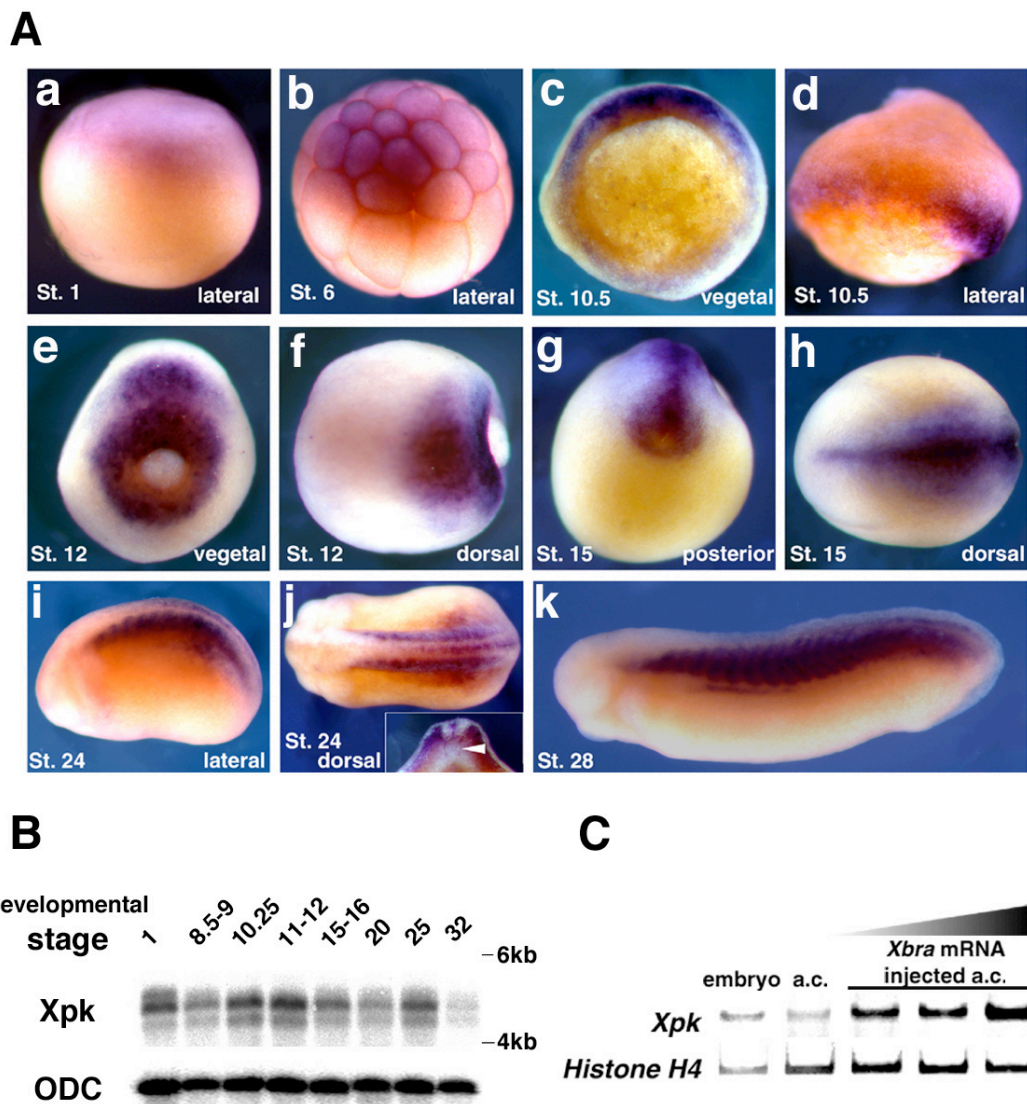 A
a
St. 1 lateral
b
St. 6 lateral
c
St. 10.5 vegetal
d
St. 10.5 lateral
e
St. 12 vegetal
f
St. 12 dorsal
g
St. 15 posterior
h
St. 15 dorsal
i
St. 24 lateral
j
St. 24
dorsal
k
St. 28
B
evelopmental
stage
1 8.5-9 10.25 11-12 15-16 20 25 32
–6kb
Xpk
–4kb
ODC
C
Xbra mRNA
embryo a.c. injected a.c.
Xpk
Histone H4